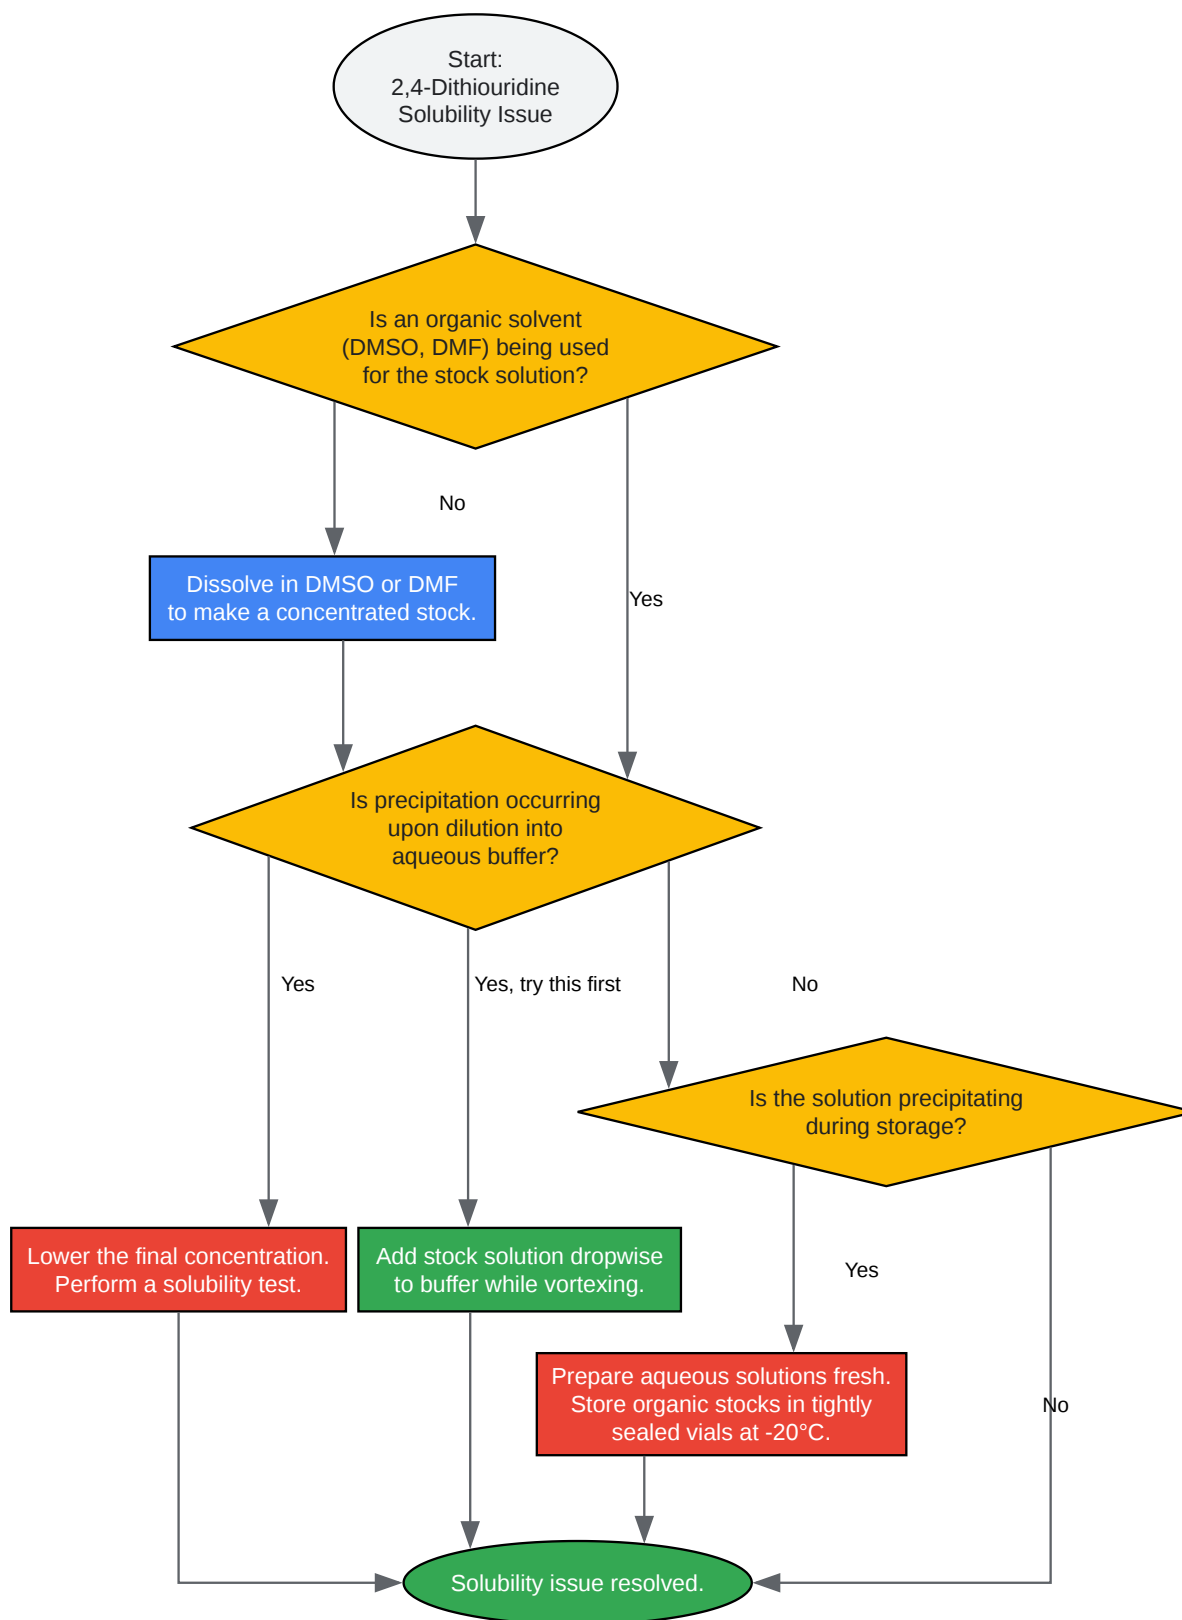 Start:
2,4-Dithiouridine
Solubility Issue
Is an organic solvent
(DMSO, DMF) being used
for the stock solution?
No
Dissolve in DMSO or DMF
to make a concentrated stock.
Yes
Is precipitation occurring
upon dilution into
aqueous buffer?
Yes
Yes, try this first
No
Is the solution precipitating
during storage?
Lower the final concentration.
Perform a solubility test.
Add stock solution dropwise
to buffer while vortexing.
Yes
Prepare aqueous solutions fresh.
Store organic stocks in tightly
sealed vials at -20°C.
No
Solubility issue resolved.